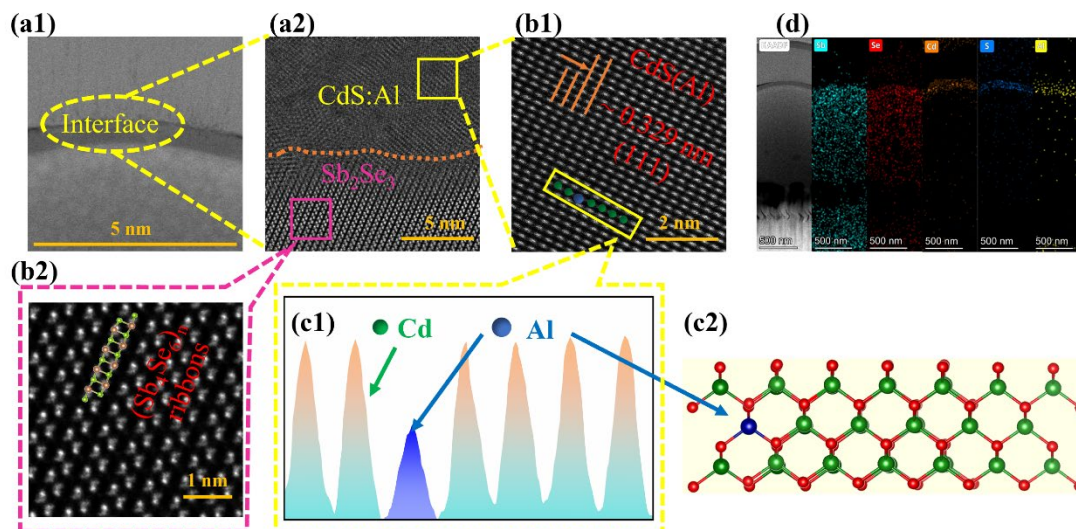 (a1)
Interface
5 nm
(a2)
CdS:Al
Sb2Se3
5 nm
(b1)
CdS(Al)
~ 0.329 nm
(111)
2 nm
(d)
HAADF
Sb
Se
Cd
S
Al
500 nm
500 nm
500 nm
500 nm
500 nm
500 nm
(b2)
(Sb4Se6)n
ribbons
1 nm
(c1)
Cd
Al
(c2)